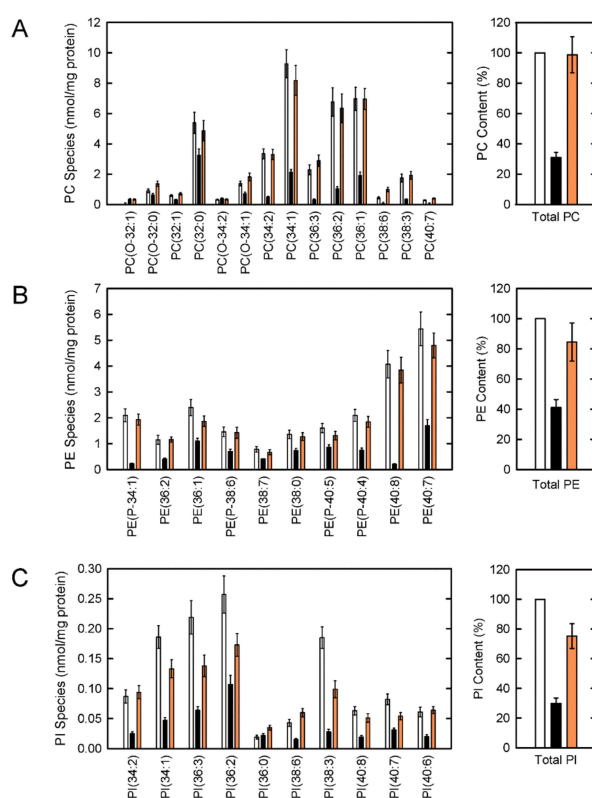 A
PC Species (nmol/mg protein)
12
10
8
6
4
2
0
PC(O-32:1)
PC(O-32:0)
PC(32:1)
PC(32:0)
PC(O-34:2)
PC(O-34:1)
PC(34:2)
PC(34:1)
PC(36:3)
PC(36:2)
PC(36:1)
PC(38:6)
PC(38:3)
PC(40:7)
PC Content (%)
120
100
80
60
40
20
0
Total PC
B
PE Species (nmol/mg protein)
7
6
5
4
3
2
1
0
PE(P-34:1)
PE(36:2)
PE(36:1)
PE(P-38:6)
PE(38:7)
PE(38:0)
PE(P-40:5)
PE(P-40:4)
PE(40:8)
PE(40:7)
PE Content (%)
120
100
80
60
40
20
0
Total PE
C
PI Species (nmol/mg protein)
0.30
0.25
0.20
0.15
0.10
0.05
0.00
PI(34:2)
PI(34:1)
PI(36:3)
PI(36:2)
PI(36:0)
PI(38:6)
PI(38:3)
PI(40:8)
PI(40:7)
PI(40:6)
PI Content (%)
120
100
80
60
40
20
0
Total PI